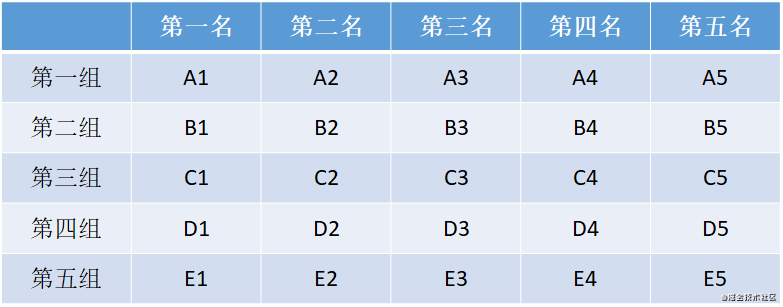 第一名 第二名 第三名 第四名 第五名
第一组 A1 A2 A3 A4 A5
第二组 B1 B2 B3 B4 B5
第三组 C1 C2 C3 C4 C5
第四组 D1 D2 D3 D4 D5
第五组 E1 E2 E3 E4 E5
@掘金技术社区